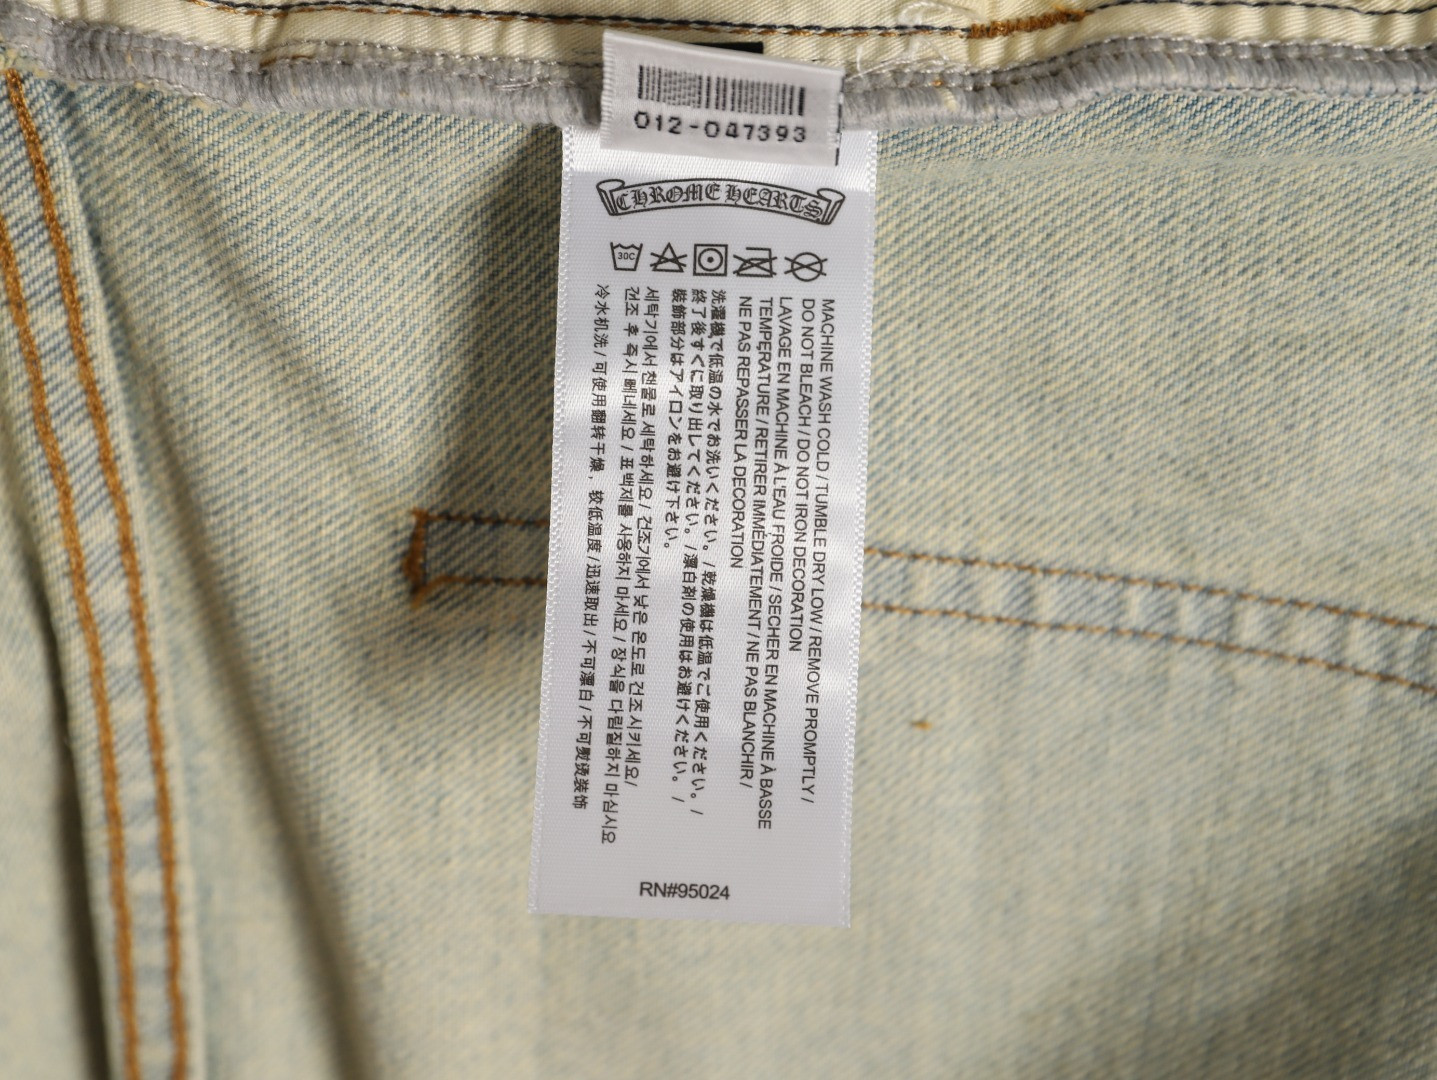 012-047393
CHROME HEARTS
30C
MACHINE WASH COLD / TUMBLE DRY LOW / REMOVE PROMPTLY /
DO NOT BLEACH / DO NOT IRON DECORATION
LAVAGE EN MACHINE À L'EAU FROIDE / SECHER EN MACHINE À BASSE
TEMPÉRATURE / RETIRER IMMÉDIATEMENT / NE PAS BLANCHIR /
NE PAS REPASSER LA DECORATION
洗濯機で低温の水でお洗いください。/ 乾燥機は低温でご使用ください。/
終了後すぐに取り出してください。/ 漂白剤の使用はお避けください。/
装飾部分はアイロンをお避け下さい。
세탁기에서 찬물로 세탁하세요 / 건조기에서 낮은 온도로 건조 시키세요/
건조 후 즉시 빼내세요 / 표백제를 사용하지 마세요 / 장식을 다림질하지 마십시요
冷水机洗 / 可使用翻转干燥，较低温度 / 迅速取出 / 不可漂白 / 不可熨烫装饰
RN#95024